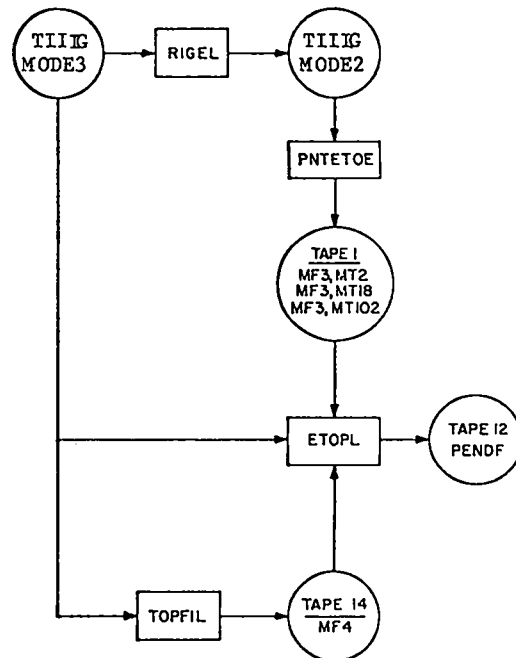 TIIIG
MODE3
RIGEL
TIIIG
MODE2
PNTETOE
TAPE 1
MF3, MT2
MF3, MT18
MF3, MT102
ETOPL
TAPE 12
PENDF
TOPFIL
TAPE 14
MF4